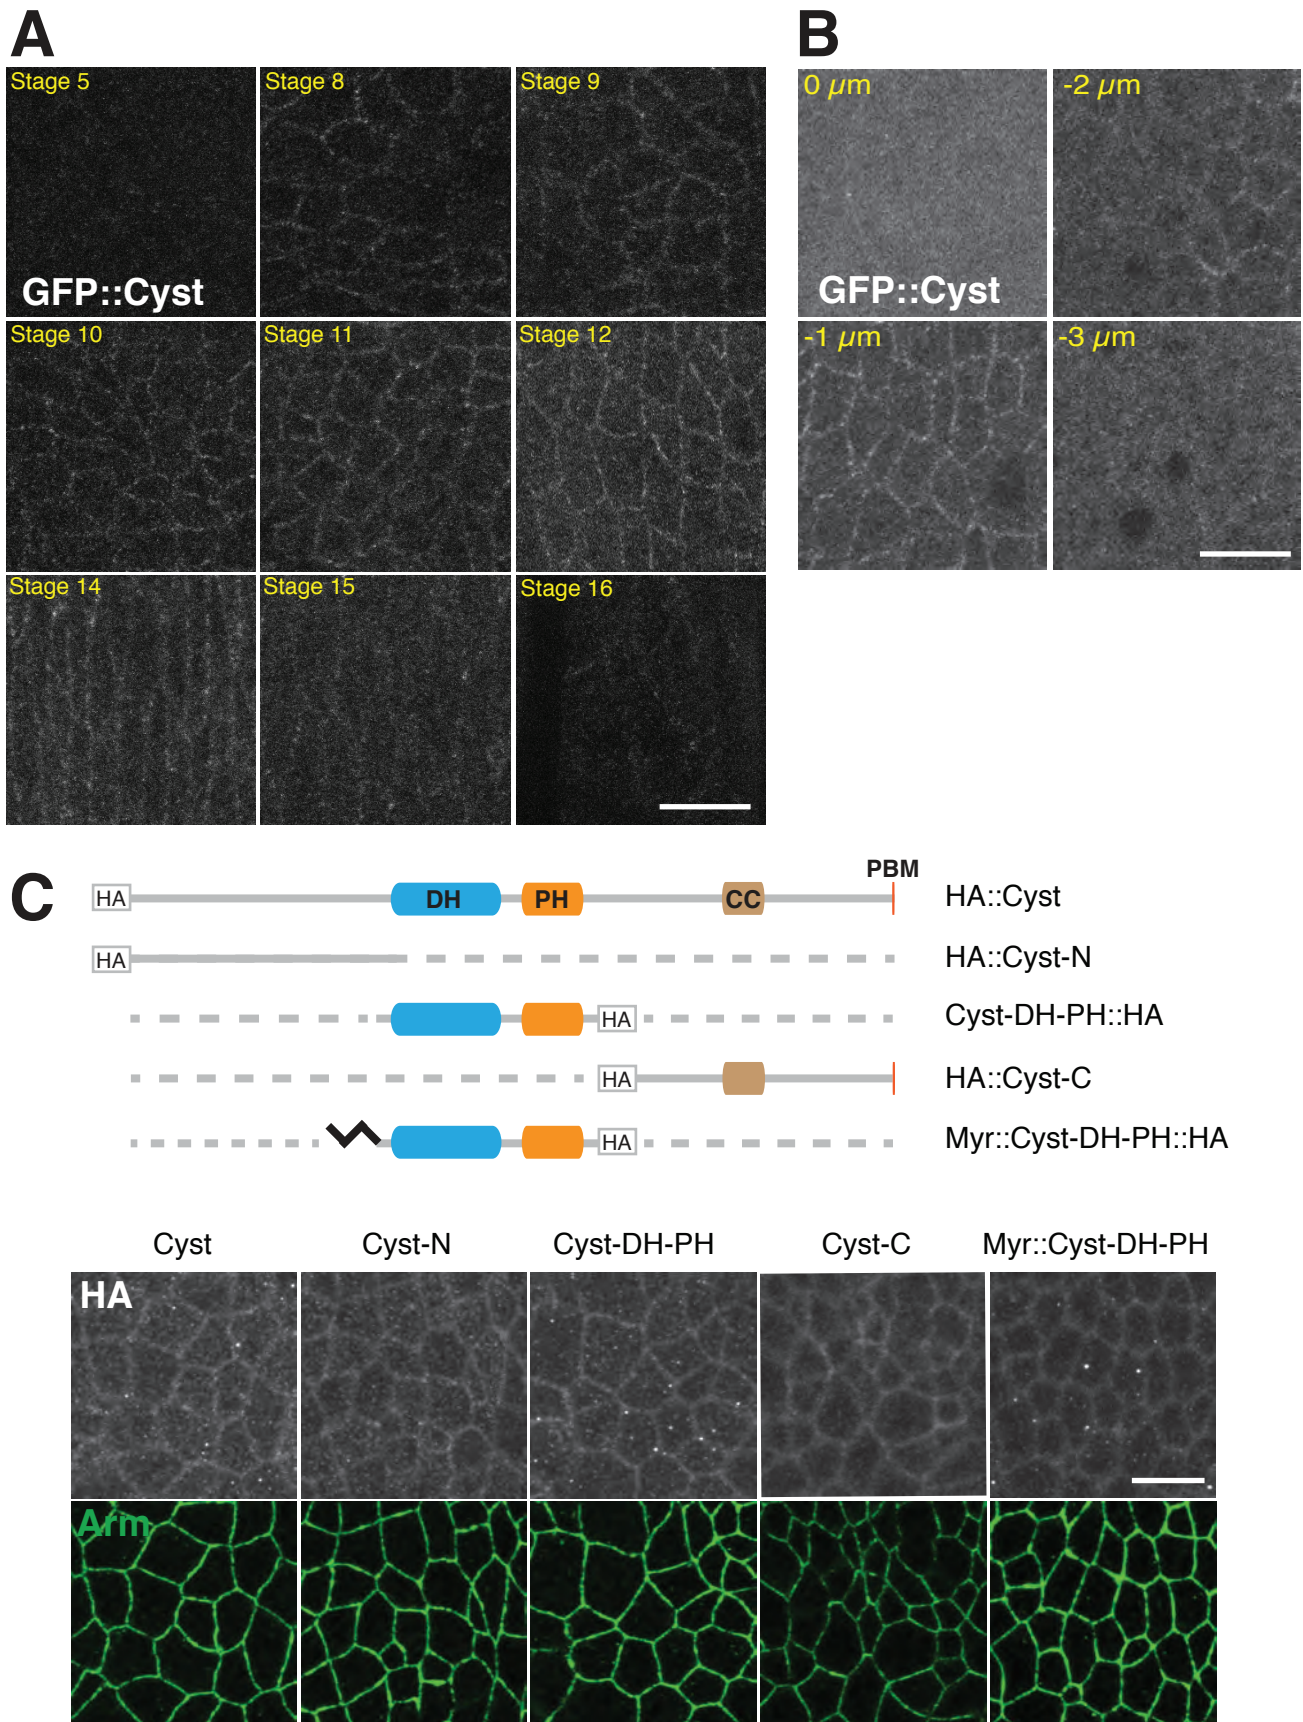 A
B
Stage 5
Stage 8
Stage 9
0 µm
-2 µm
GFP::Cyst
GFP::Cyst
Stage 10
Stage 11
Stage 12
-1 µm
-3 µm
Stage 14
Stage 15
Stage 16
C
PBM
HA
DH
PH
CC
HA::Cyst
HA
HA::Cyst-N
HA
Cyst-DH-PH::HA
HA
HA::Cyst-C
HA
Myr::Cyst-DH-PH::HA
Cyst
Cyst-N
Cyst-DH-PH
Cyst-C
Myr::Cyst-DH-PH
HA
Arm